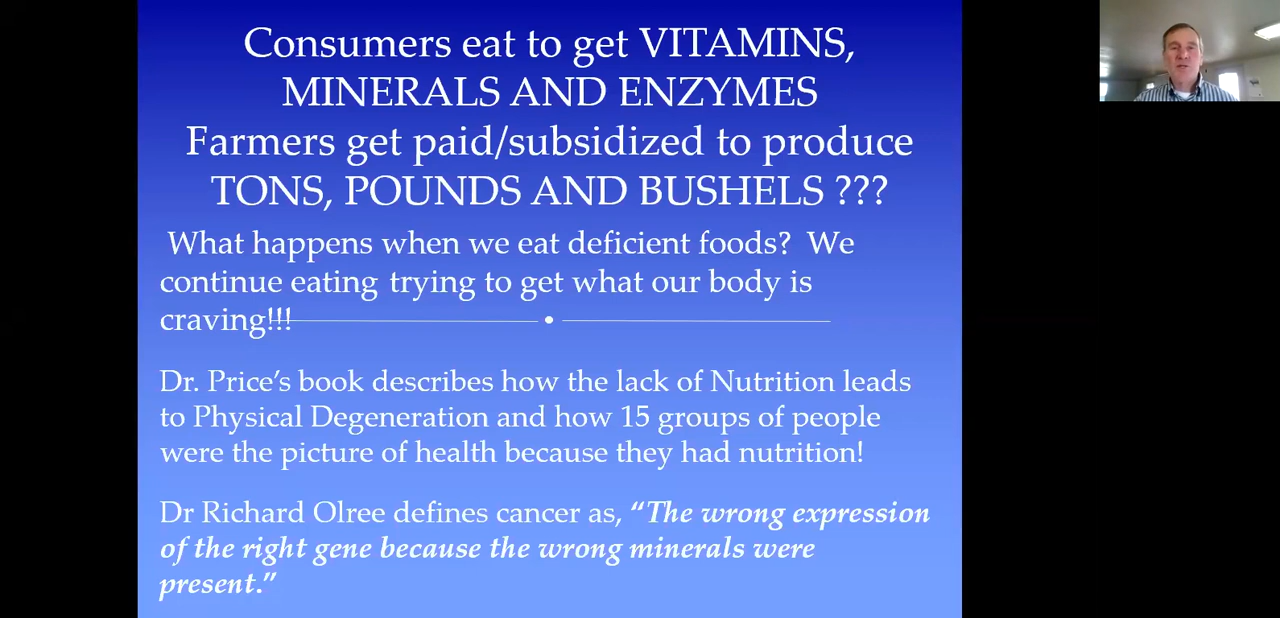 Consumers eat to get VITAMINS,
MINERALS AND ENZYMES
Farmers get paid/subsidized to produce
TONS, POUNDS AND BUSHELS ???
What happens when we eat deficient foods? We
continue eating trying to get what our body is
craving!!!
Dr. Price’s book describes how the lack of Nutrition leads
to Physical Degeneration and how 15 groups of people
were the picture of health because they had nutrition!
Dr Richard Olree defines cancer as, “The wrong expression
of the right gene because the wrong minerals were
present.”